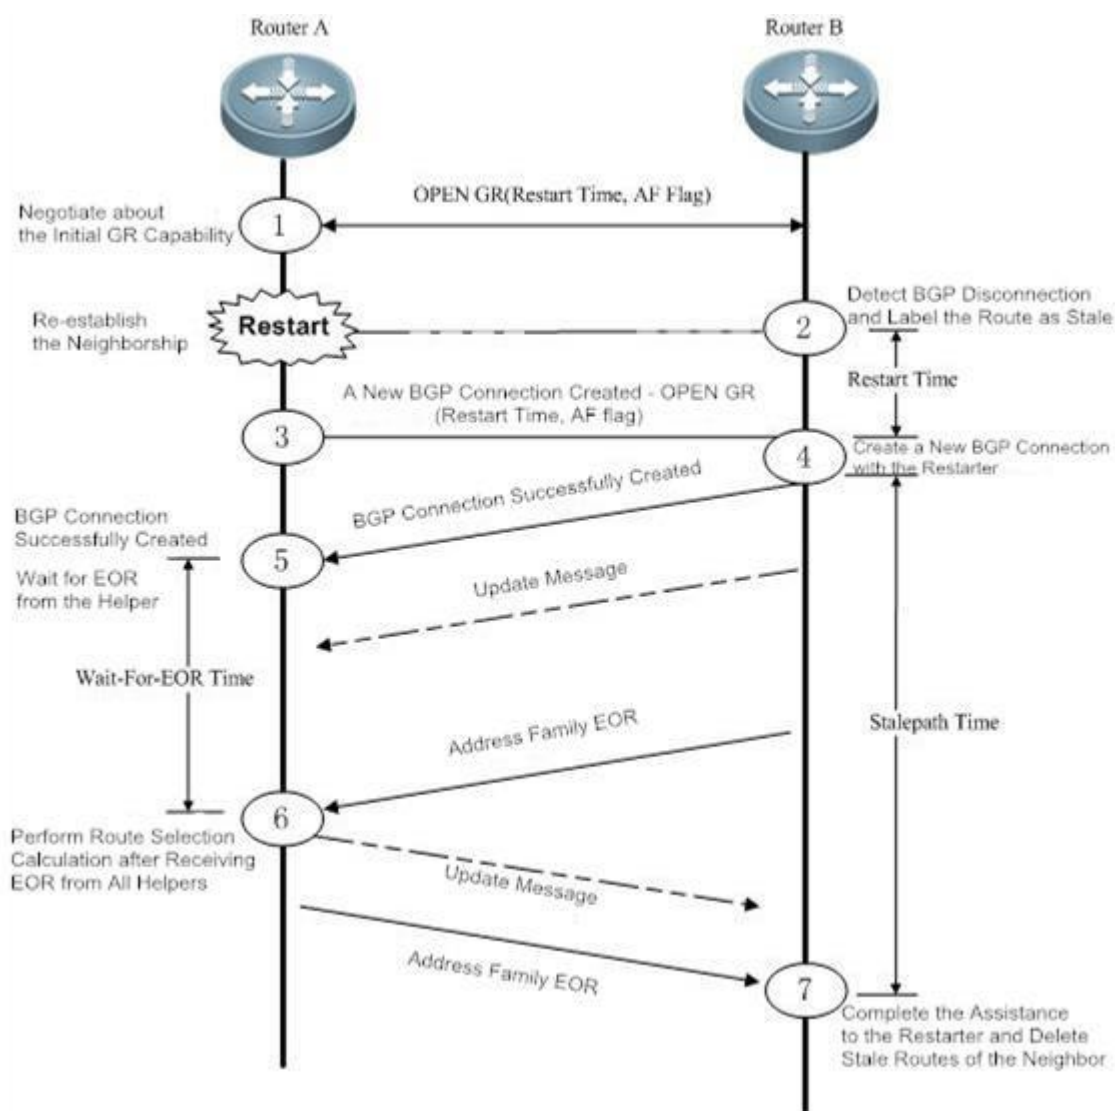 Router A
Router B
OPEN GR(Restart Time, AF Flag)
Negotiate about
the Initial GR Capability
1
Detect BGP Disconnection
and Label the Route as Stale
2
Re-establish
the Neighborship
Restart
Restart Time
A New BGP Connection Created - OPEN GR
(Restart Time, AF flag)
3
4
Create a New BGP Connection
with the Restarter
BGP Connection Successfully Created
BGP Connection
Successfully Created
5
Wait for EOR
from the Helper
Update Message
Wait-For-EOR Time
Stalepath Time
Address Family EOR
6
Perform Route Selection
Calculation after Receiving
EOR from All Helpers
Update Message
Address Family EOR
7
Complete the Assistance
to the Restarter and Delete
Stale Routes of the Neighbor